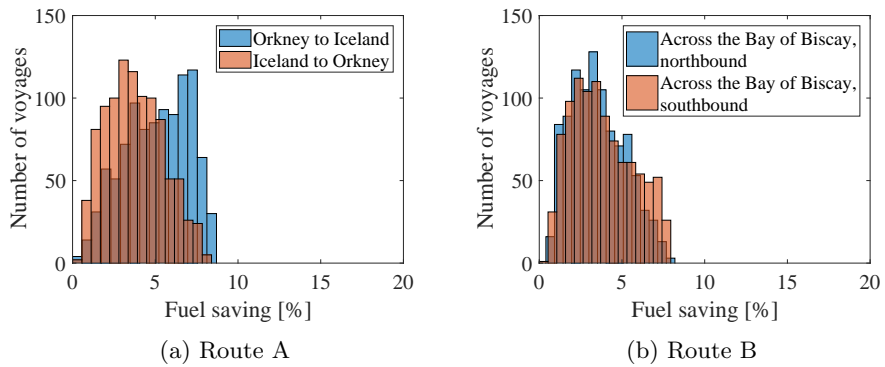 150
100
50
0
Number of voyages
Orkney to Iceland
Iceland to Orkney
0 5 10 15 20
Fuel saving [%]
(a) Route A
150
100
50
0
Number of voyages
Across the Bay of Biscay,
northbound
Across the Bay of Biscay,
southbound
0 5 10 15 20
Fuel saving [%]
(b) Route B